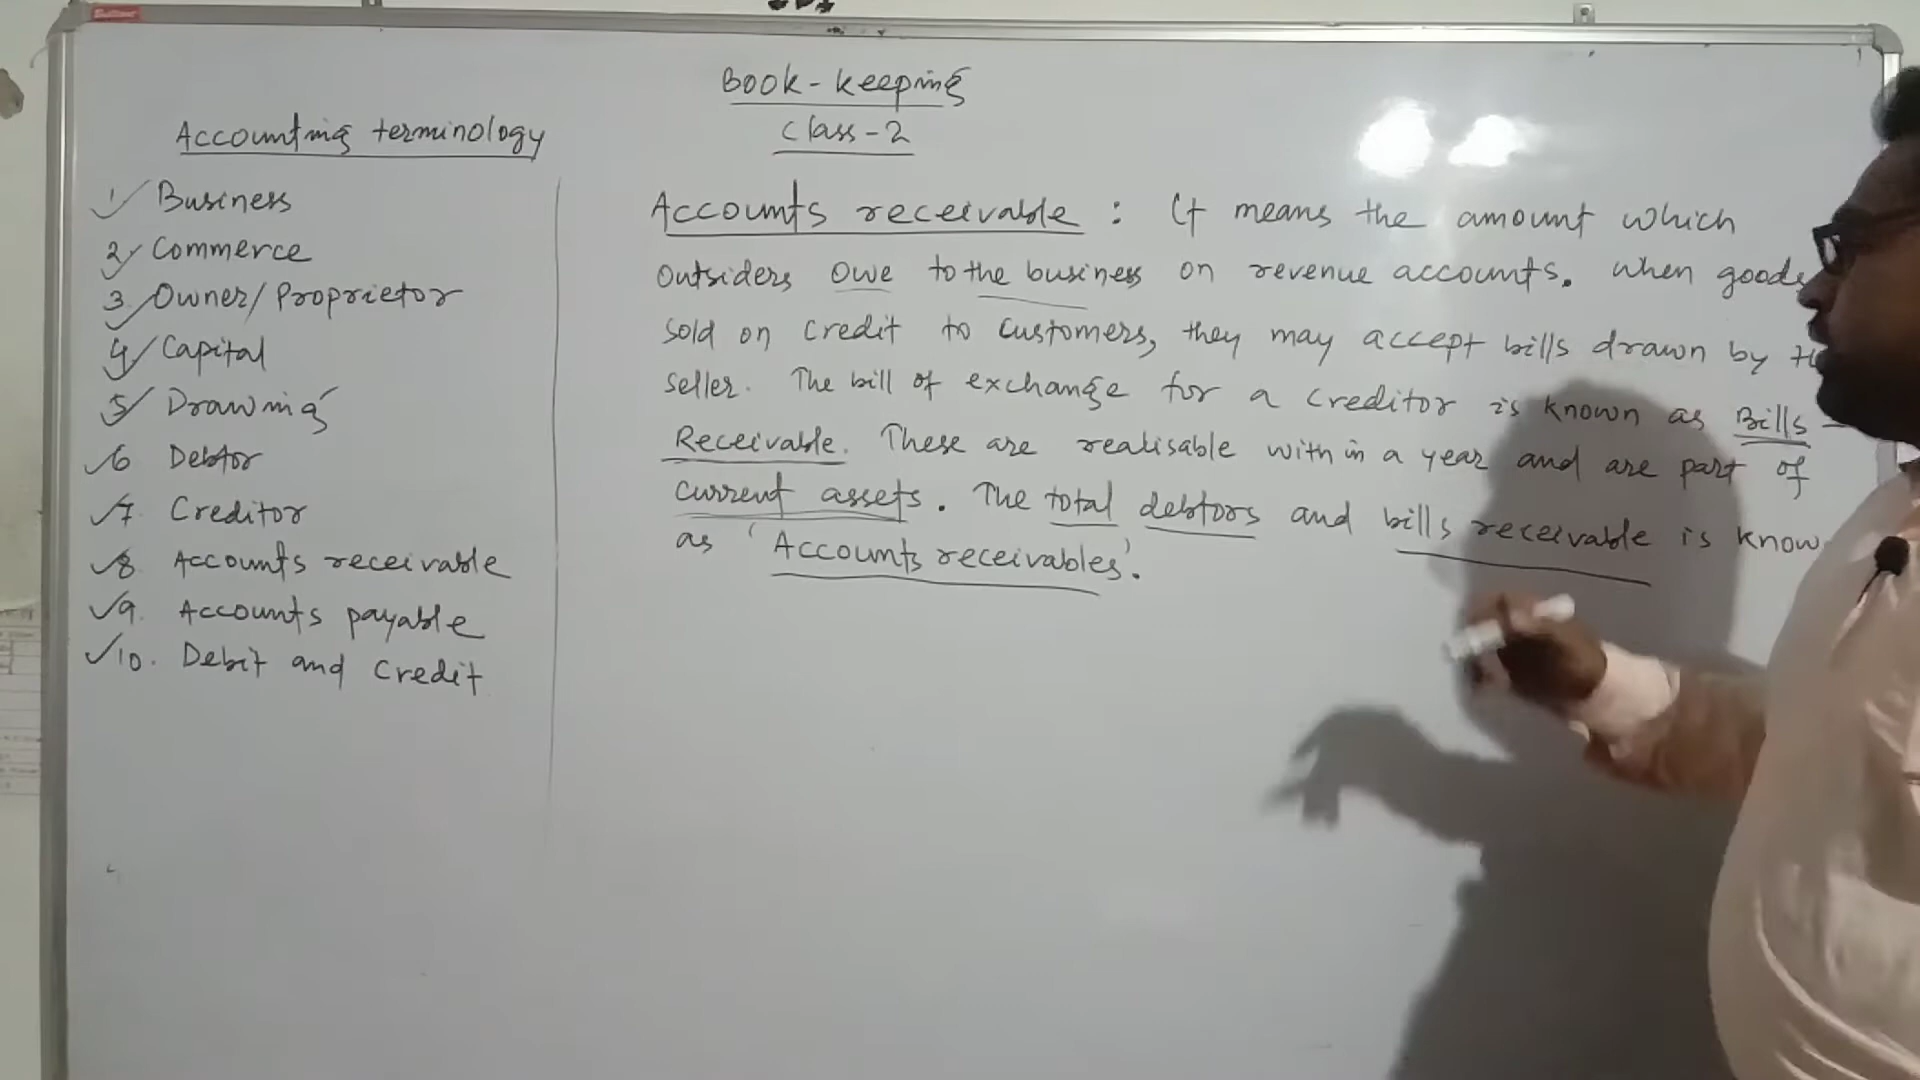 Book-keeping
Class-2
Accounting terminology
1 Business
2 Commerce
3 Owner/Proprietor
4 Capital
5 Drawing
6 Debtor
7. Creditor
8. Accounts receivable
9. Accounts payable
10. Debit and Credit
Accounts receivable : It means the amount which
outsiders owe to the business on revenue accounts. When goods
sold on credit to customers, they may accept bills drawn by
seller. The bill of exchange for a creditor is known as Bills-
Receivable. These are realisable with in a year and are part of
current assets. The total debtors and bills receivable is know
as 'Accounts receivables'.